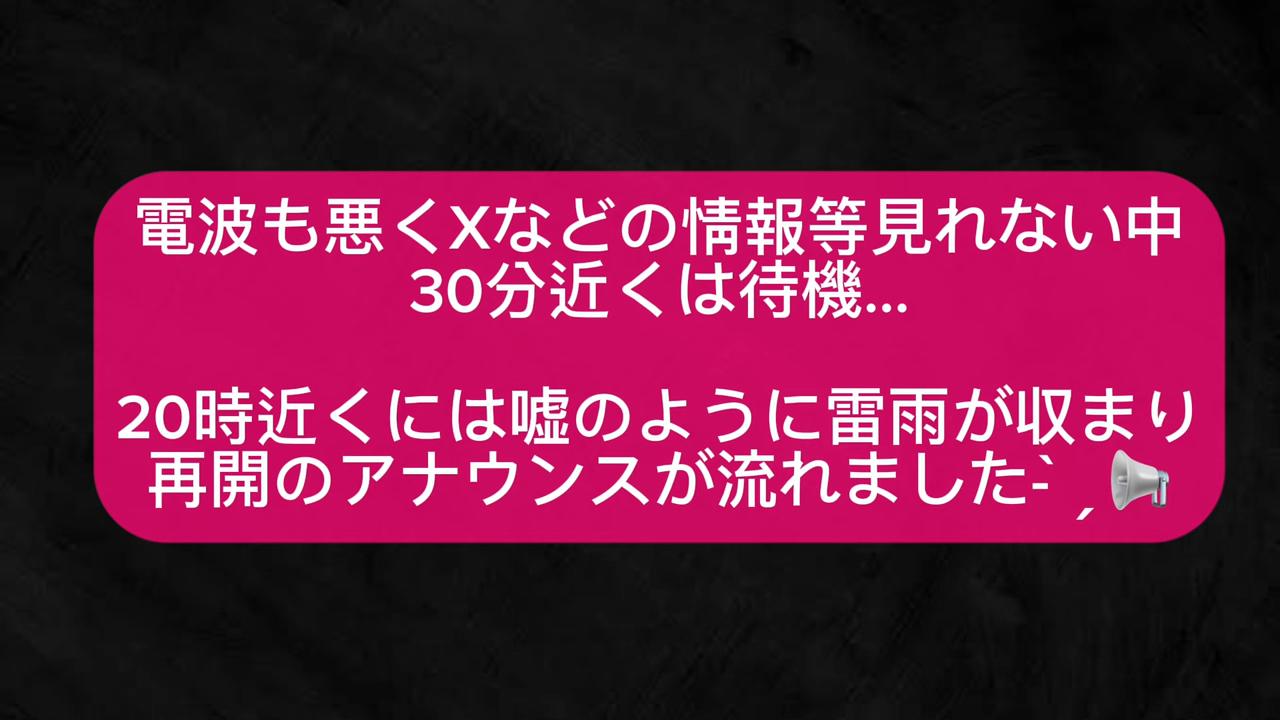 電波も悪くXなどの情報等見れない中
30分近くは待機...
20時近くには嘘のように雷雨が収まり
再開のアナウンスが流れました-` ˏ📢